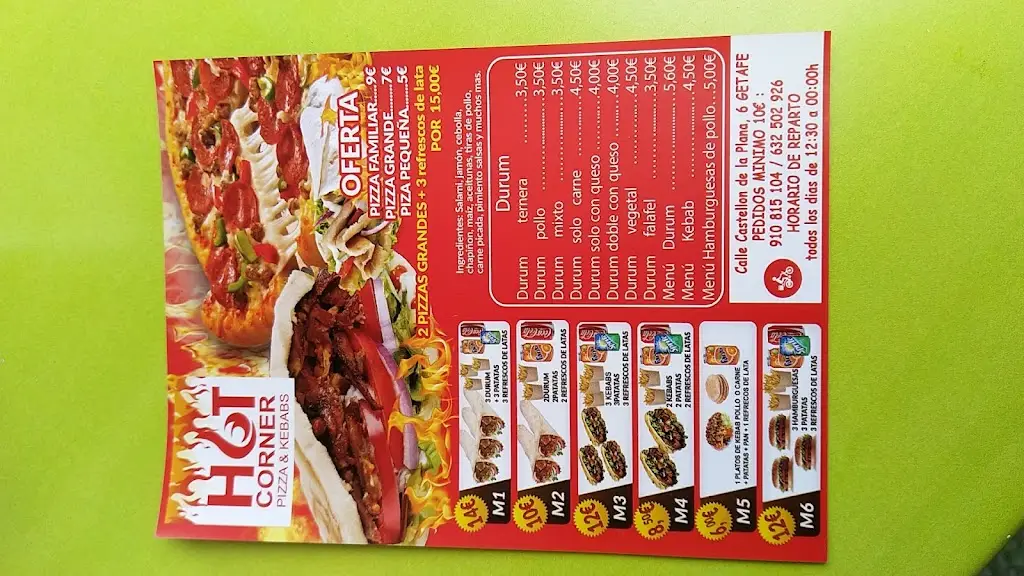 HOT
CORNER
PIZZA & KEBABS
OFERTA
PIZZA FAMILIAR....9€
PIZZA GRANDE........7€
PIZA PEQUEÑA.....5€
2 PIZZAS GRANDES + 3 refrescos de lata
POR 15,00€
Ingredientes: Salami, jamón, cebolla,
chapiñon, maíz, aceitunas, tiras de pollo,
carne picada, pimiento salsas y muchos mas.
Durum
Durum ternera ......3,50€
Durum pollo ..............3,50€
Durum mixto ..............3,50€
Durum solo carne ......4,50€
Durum solo con queso ......4,00€
Durum doble con queso ....4,00€
Durum vegetal ..............4,50€
Durum falafel ..............3,50€
Menú Durum ..............5,60€
Menú Kebab ..............4,50€
Menú Hamburguesas de pollo..5,00€
14€
M1
3 DURUM
+ 3 PATATAS
3 REFRESCOS DE LATAS
10€
M2
2DURUM
2PATATAS
2 REFRESCOS DE LATAS
12€
M3
3 KEBABS
3PATATAS
3 REFRESCOS DE LATAS
8,50€
M4
2 KEBABS
2 PATATAS
2 REFRESCOS DE LATAS
M5
1 PLATOS DE KEBAB POLLO O CARNE
+ PATATAS + PAN + 1 REFRECOS DE LATA
12€
M6
3 HAMBURGUESAS
3 PATATAS
3 REFRESCOS DE LATAS
Calle Castellon de la Plana, 6 GETAFE
PEDIDOS MINIMO 10€ :
910 815 104 / 632 502 926
HORARIO DE REPARTO
todos los dias de 12:30 a 00:00h